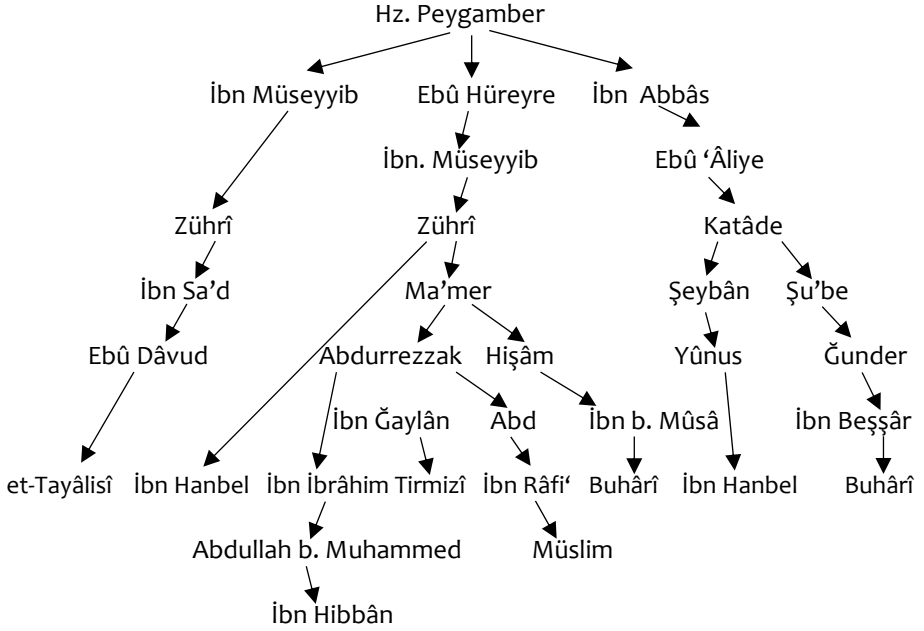 Hz. Peygamber
İbn Müseyyib Ebû Hüreyre İbn Abbâs
İbn. Müseyyib Ebû ‘Âliye
Zührî Zührî Katâde
İbn Sa’d Ma’mer Şeybân Şu’be
Ebû Dâvud Abdurrezzak Hişâm Yûnus Ğunder
İbn Ğaylân Abd İbn b. Mûsâ İbn Beşşâr
et-Tayâlisî İbn Hanbel İbn İbrâhim Tirmizî İbn Râfi‘ Buhârî İbn Hanbel Buhârî
Abdullah b. Muhammed Müslim
İbn Hibbân